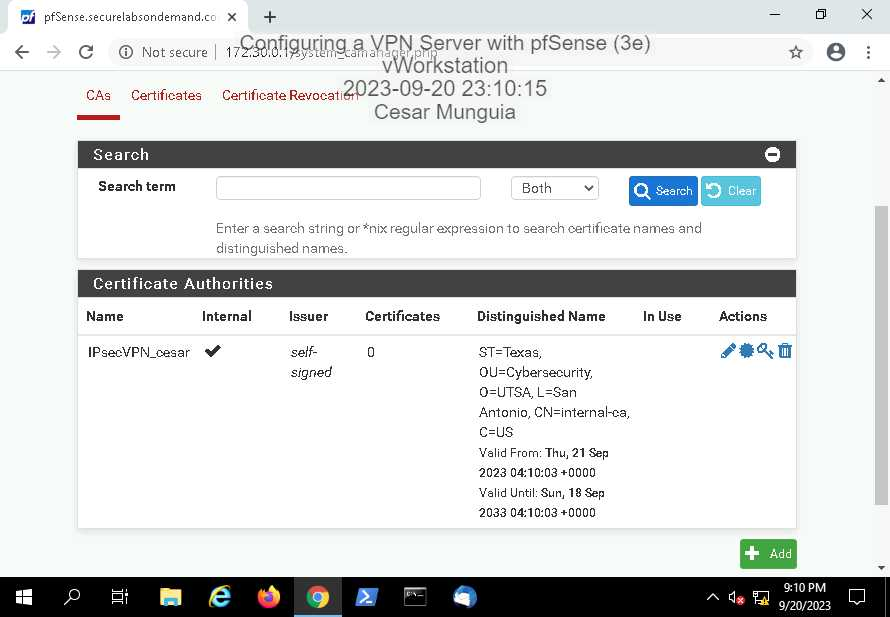 pfSense.securelabsondemand.co
Not secure
172.30.0.1/system_camanager.php
Configuring a VPN Server with pfSense (3e)
vWorkstation
2023-09-20 23:10:15
Cesar Munguia
CAs Certificates Certificate Revocation
Search
Search term Both Search Clear
Enter a search string or *nix regular expression to search certificate names and
distinguished names.
Certificate Authorities
Name Internal Issuer Certificates Distinguished Name In Use Actions
IPsecVPN_cesar self- 0 ST=Texas,
signed OU=Cybersecurity,
O=UTSA, L=San
Antonio, CN=internal-ca,
C=US
Valid From: Thu, 21 Sep
2023 04:10:03 +0000
Valid Until: Sun, 18 Sep
2033 04:10:03 +0000
Add
9:10 PM
9/20/2023